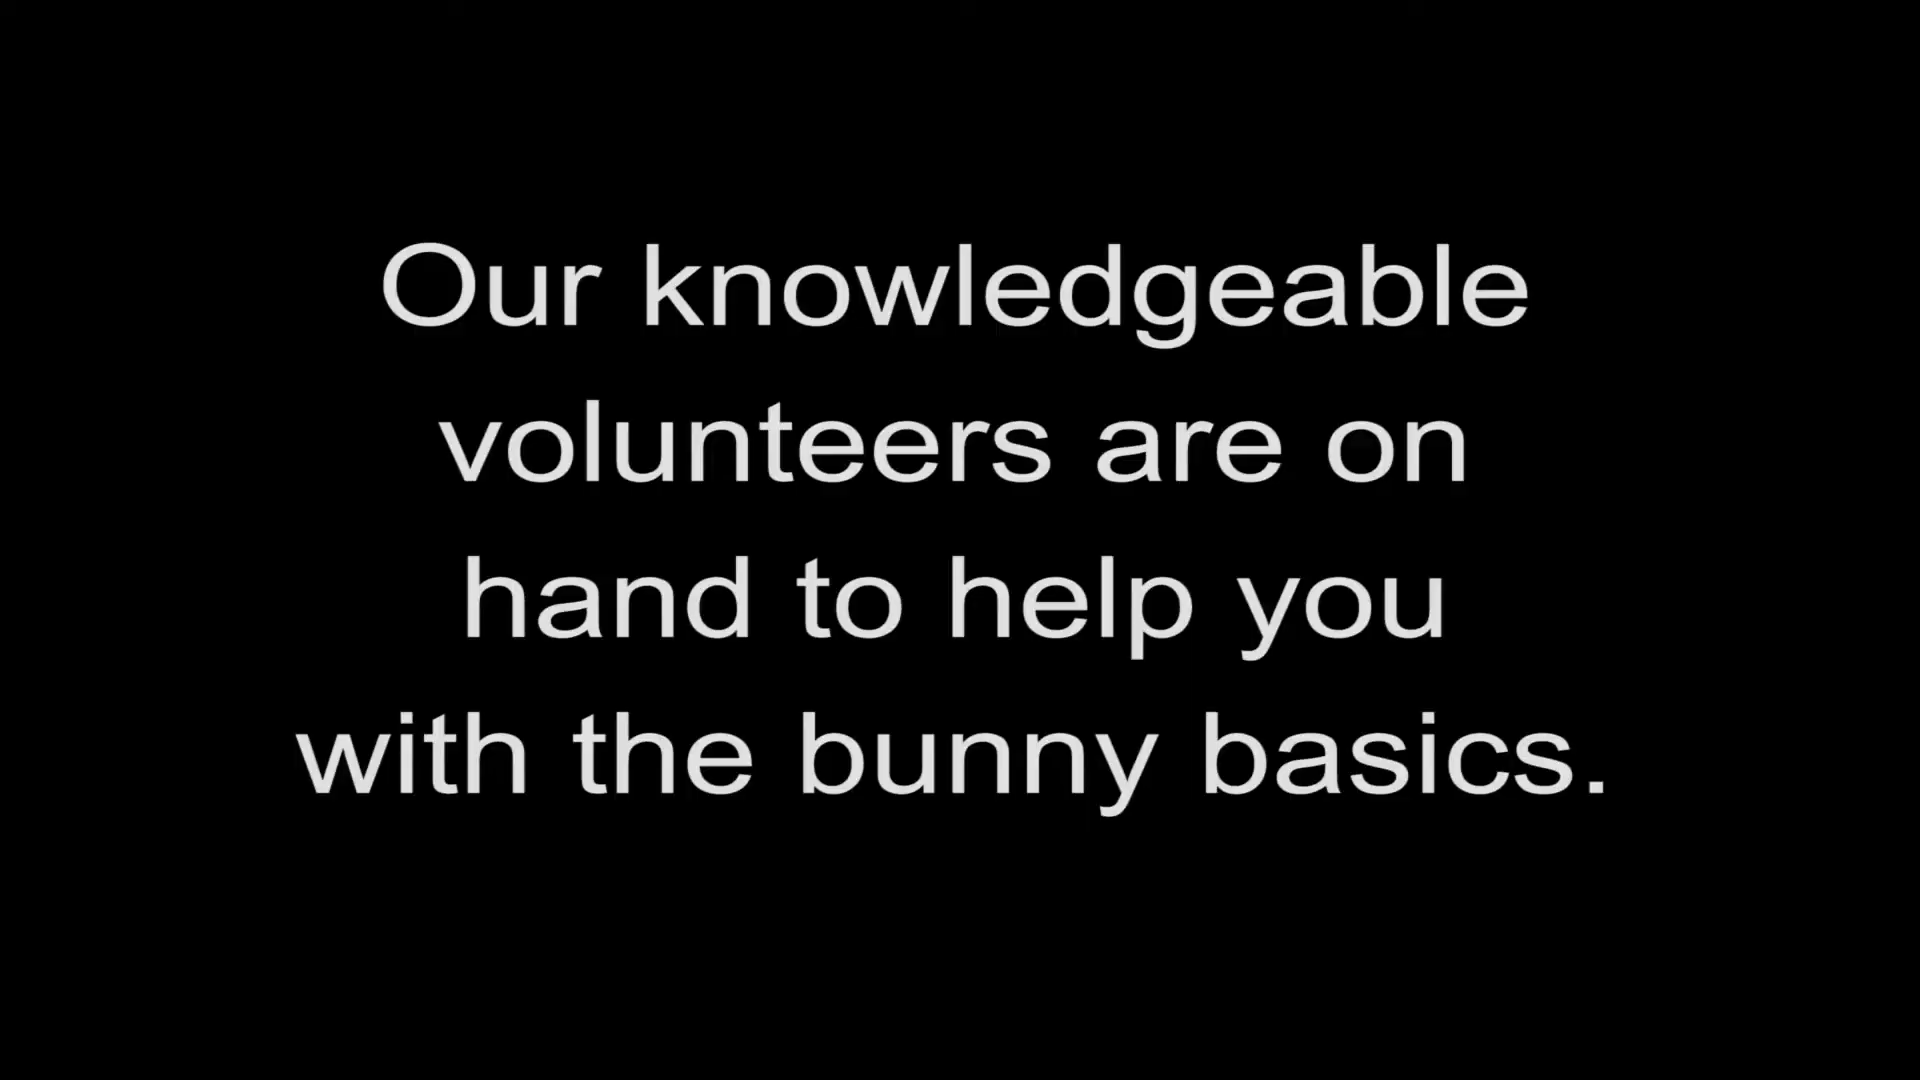 Our knowledgeable
volunteers are on
hand to help you
with the bunny basics.